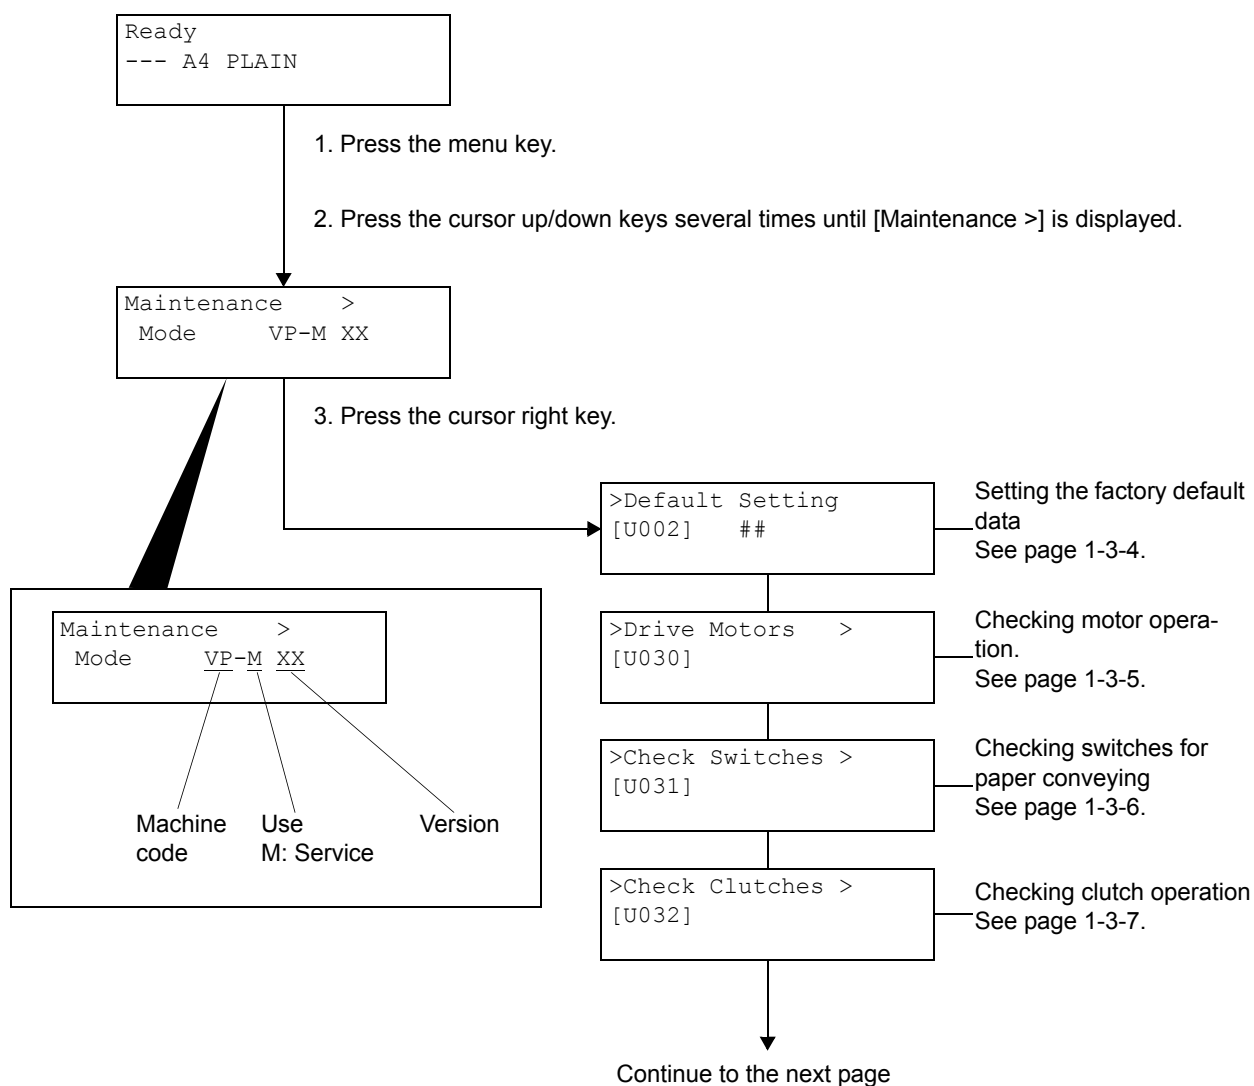 Ready
--- A4 PLAIN
1. Press the menu key.
2. Press the cursor up/down keys several times until [Maintenance >] is displayed.
Maintenance    >
Mode     VP-M XX
3. Press the cursor right key.
>Default Setting
[U002]   ##
Setting the factory default
data
See page 1-3-4.
>Drive Motors   >
[U030]
Checking motor opera-
tion.
See page 1-3-5.
>Check Switches >
[U031]
Checking switches for
paper conveying
See page 1-3-6.
>Check Clutches >
[U032]
Checking clutch operation
See page 1-3-7.
Maintenance    >
Mode     VP-M XX
Machine
code
Use
M: Service
Version
Continue to the next page